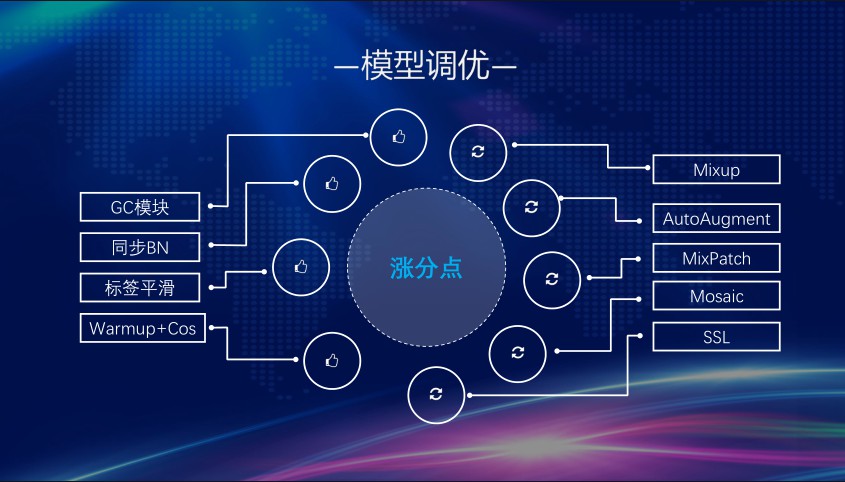 —模型调优—
GC模块
同步BN
标签平滑
Warmup+Cos
涨分点
Mixup
AutoAugment
MixPatch
Mosaic
SSL